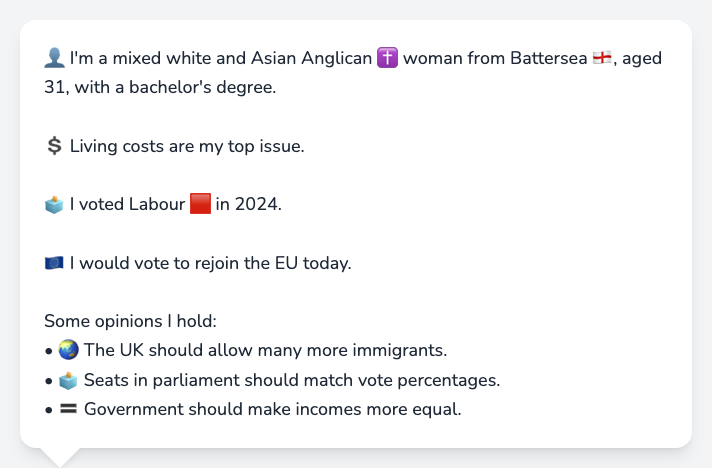 👤 I'm a mixed white and Asian Anglican ✝️ woman from Battersea 🏴󠁧󠁢󠁥󠁮󠁧󠁿, aged
31, with a bachelor's degree.
💲 Living costs are my top issue.
🗳️ I voted Labour 🟥 in 2024.
🇪🇺 I would vote to rejoin the EU today.
Some opinions I hold:
• 🌏 The UK should allow many more immigrants.
• 🗳️ Seats in parliament should match vote percentages.
• 🟰 Government should make incomes more equal.